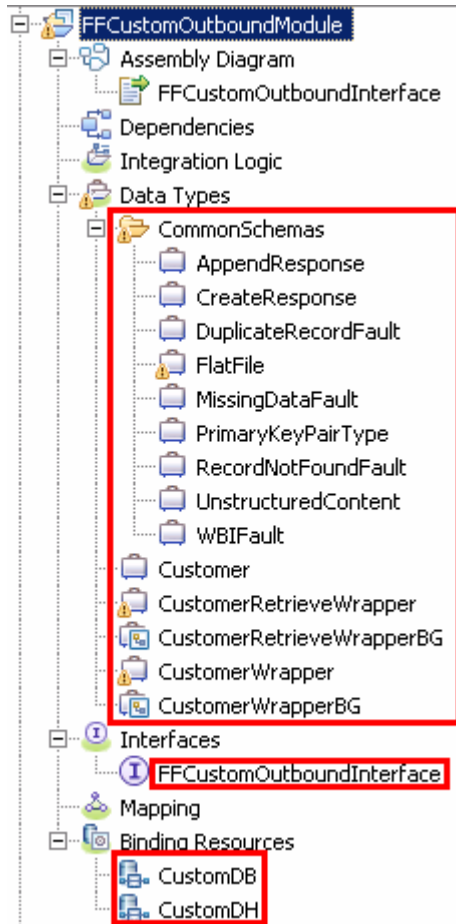 FFCustomOutboundModule
Assembly Diagram
FFCustomOutboundInterface
Dependencies
Integration Logic
Data Types
CommonSchemas
AppendResponse
CreateResponse
DuplicateRecordFault
FlatFile
MissingDataFault
PrimaryKeyPairType
RecordNotFoundFault
UnstructuredContent
WBIFault
Customer
CustomerRetrieveWrapper
CustomerRetrieveWrapperBG
CustomerWrapper
CustomerWrapperBG
Interfaces
FFCustomOutboundInterface
Mapping
Binding Resources
CustomDB
CustomDH